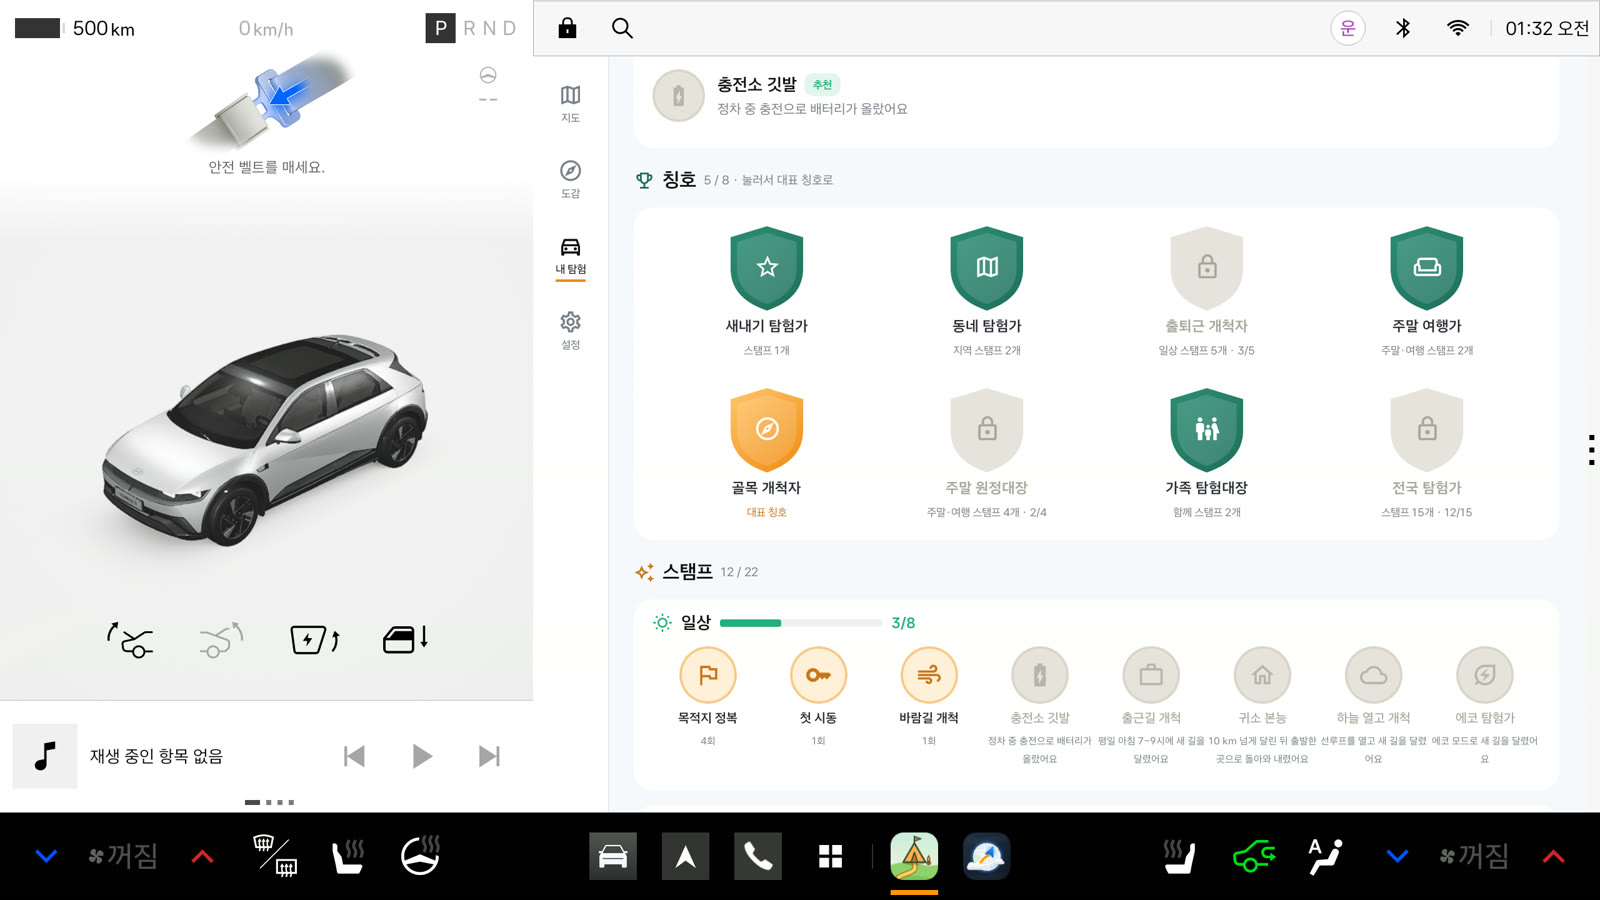 500 km
0 km/h
P R N D
운
01:32 오전
--
안전 벨트를 매세요.
재생 중인 항목 없음
지도
도감
내 탐험
설정
충전소 깃발 추천
정차 중 충전으로 배터리가 올랐어요
칭호 5 / 8 · 눌러서 대표 칭호로
새내기 탐험가
스탬프 1개
동네 탐험가
지역 스탬프 2개
출퇴근 개척자
일상 스탬프 5개 · 3/5
주말 여행가
주말·여행 스탬프 2개
골목 개척자
대표 칭호
주말 원정대장
주말·여행 스탬프 4개 · 2/4
가족 탐험대장
함께 스탬프 2개
전국 탐험가
스탬프 15개 · 12/15
스탬프 12 / 22
일상 3/8
목적지 정복
4회
첫 시동
1회
바람길 개척
1회
충전소 깃발
정차 중 충전으로 배터리가
올랐어요
출근길 개척
평일 아침 7~9시에 새 길을
달렸어요
귀소 본능
10 km 넘게 달린 뒤 출발한
곳으로 돌아와 내렸어요
하늘 열고 개척
선루프를 열고 새 길을 달렸
어요
에코 탐험가
에코 모드로 새 길을 달렸어
요
꺼짐
A
꺼짐